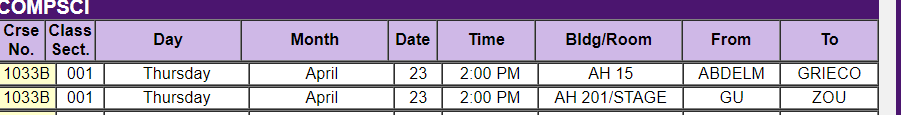 COMPSCI
Crse No. Class Sect. Day Month Date Time Bldg/Room From To
1033B 001 Thursday April 23 2:00 PM AH 15 ABDELM GRIECO
1033B 001 Thursday April 23 2:00 PM AH 201/STAGE GU ZOU